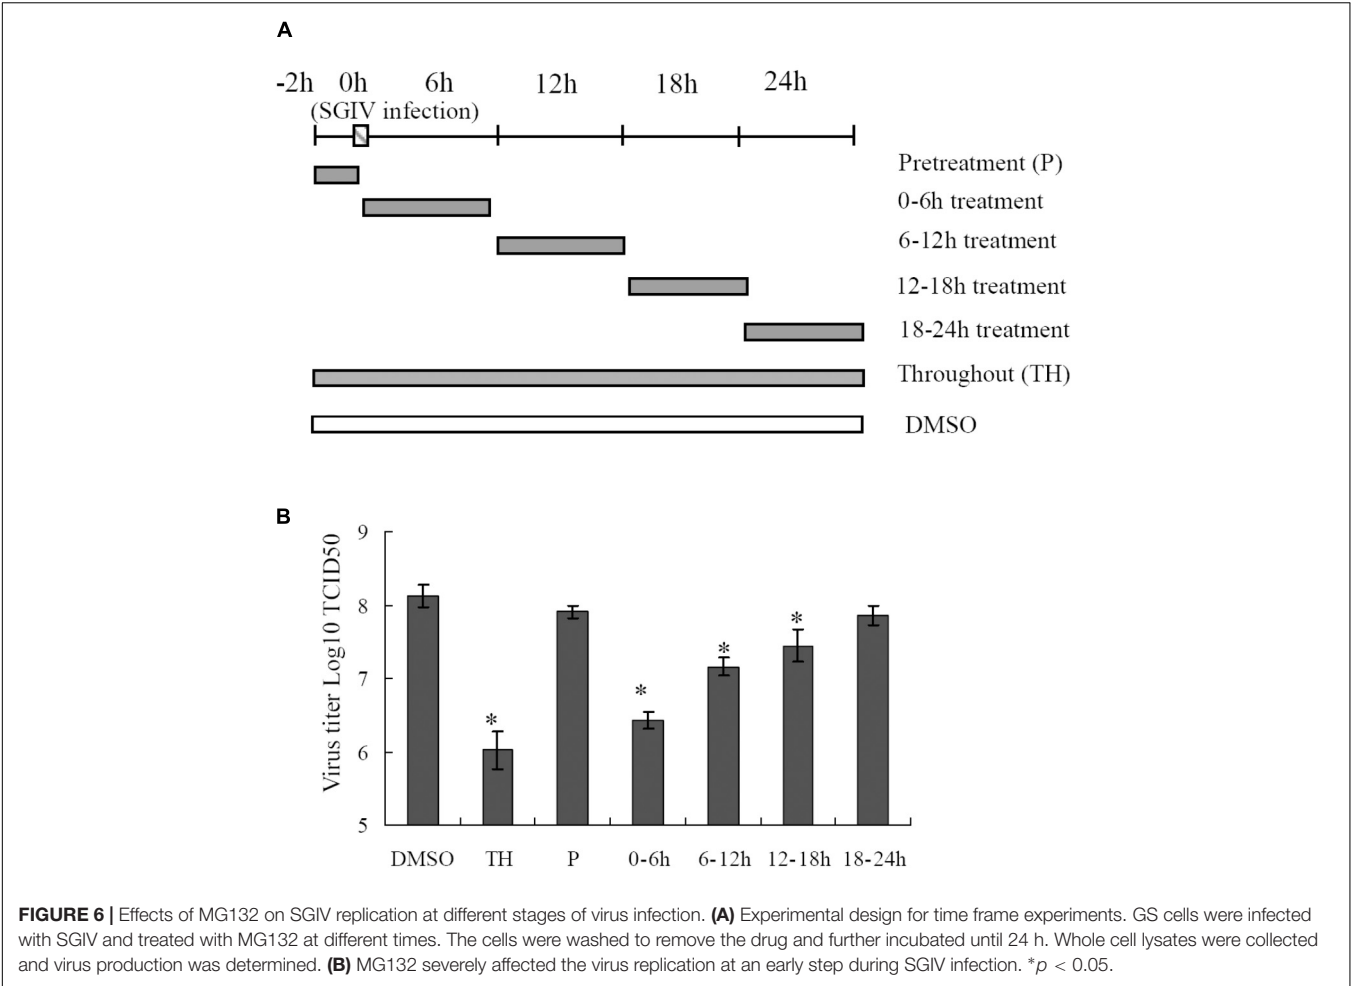 A
-2h 0h 6h 12h 18h 24h
(SGIV infection)
Pretreatment (P)
0-6h treatment
6-12h treatment
12-18h treatment
18-24h treatment
Throughout (TH)
DMSO
B
Virus titer Log10 TCID50
9
8
7
6
5
* * * *
DMSO TH P 0-6h 6-12h 12-18h 18-24h
FIGURE 6 | Effects of MG132 on SGIV replication at different stages of virus infection. (A) Experimental design for time frame experiments. GS cells were infected
with SGIV and treated with MG132 at different times. The cells were washed to remove the drug and further incubated until 24 h. Whole cell lysates were collected
and virus production was determined. (B) MG132 severely affected the virus replication at an early step during SGIV infection. *p < 0.05.